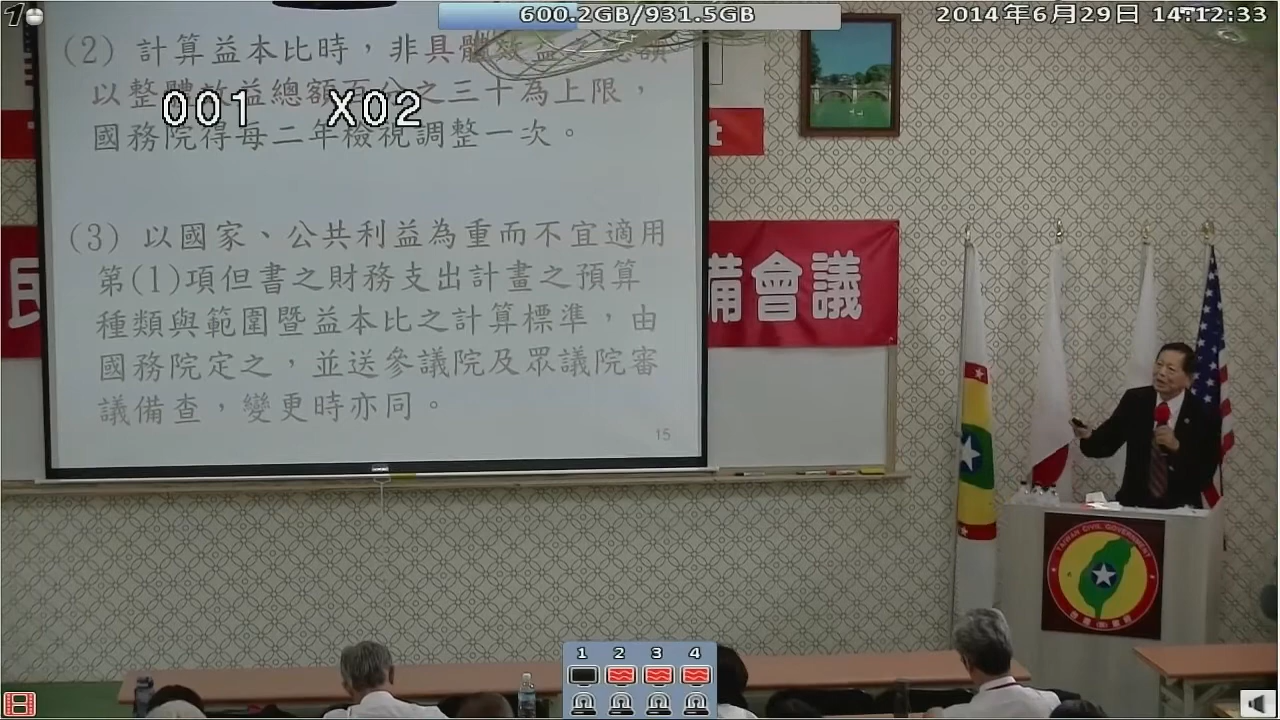 1
600.2GB/931.5GB
2014年6月29日 14:12:33
(2) 計算益本比時，非具體效益
以整體效益總額百分之三十為上限，
001 X02
國務院得每二年檢視調整一次。
(3) 以國家、公共利益為重而不宜適用
第(1)項但書之財務支出計畫之預算
種類與範圍暨益本比之計算標準，由
國務院定之，並送參議院及眾議院審
議備查，變更時亦同。
15
t
民
備會議
TAIWAN CIVIL GOVERNMENT
1 2 3 4